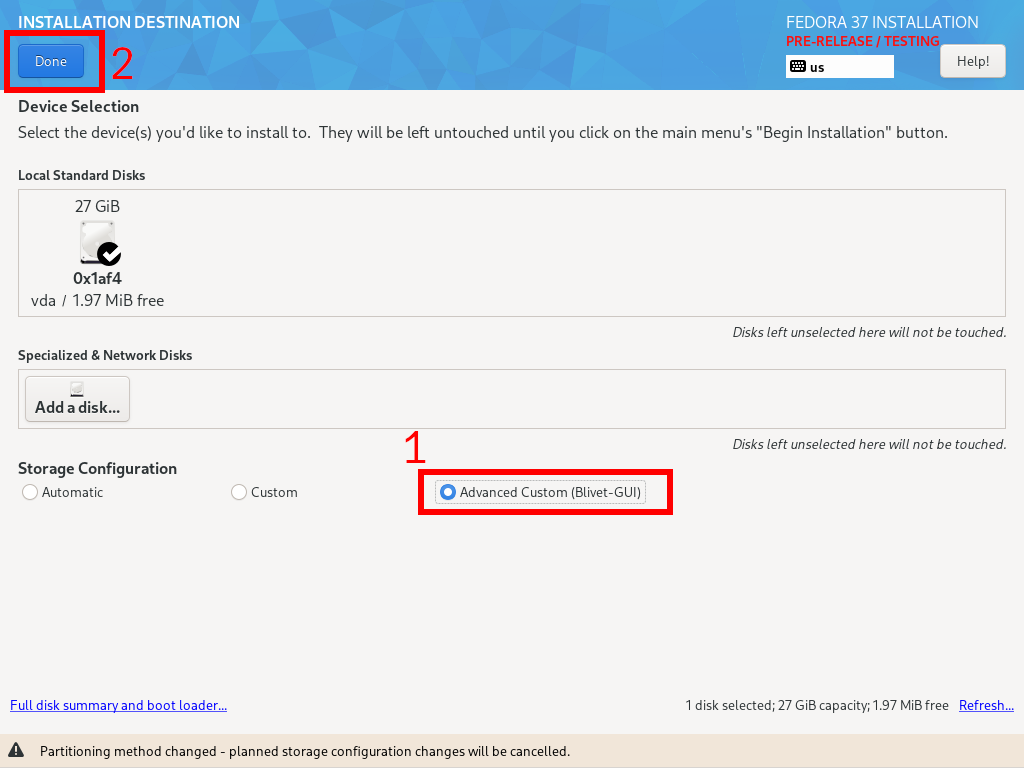 INSTALLATION DESTINATION
FEDORA 37 INSTALLATION
PRE-RELEASE / TESTING
Done
2
us
Help!
Device Selection
Select the device(s) you'd like to install to.  They will be left untouched until you click on the main menu's "Begin Installation" button.
Local Standard Disks
27 GiB
0x1af4
vda / 1.97 MiB free
Disks left unselected here will not be touched.
Specialized & Network Disks
Add a disk...
Disks left unselected here will not be touched.
1
Storage Configuration
Automatic
Custom
Advanced Custom (Blivet-GUI)
Full disk summary and boot loader...
1 disk selected; 27 GiB capacity; 1.97 MiB free
Refresh...
Partitioning method changed - planned storage configuration changes will be cancelled.